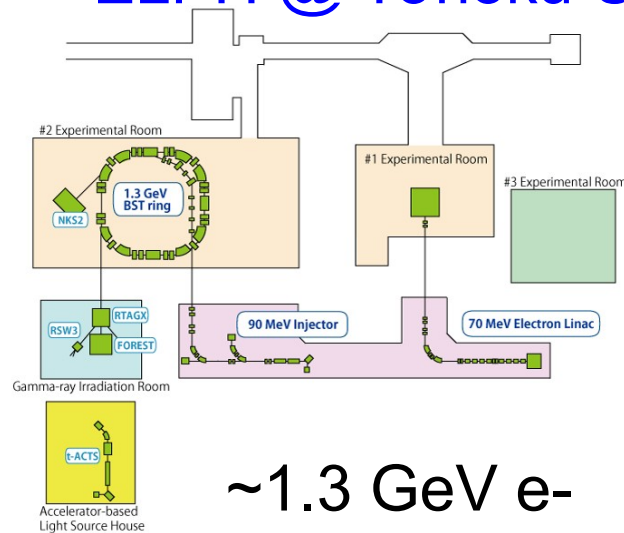 #2 Experimental Room
1.3 GeV
BST ring
NKS2
#1 Experimental Room
#3 Experimental Room
RTAGX
RSW3
FOREST
Gamma-ray Irradiation Room
90 MeV Injector
70 MeV Electron Linac
t-ACTS
Accelerator-based
Light Source House
~1.3 GeV e-